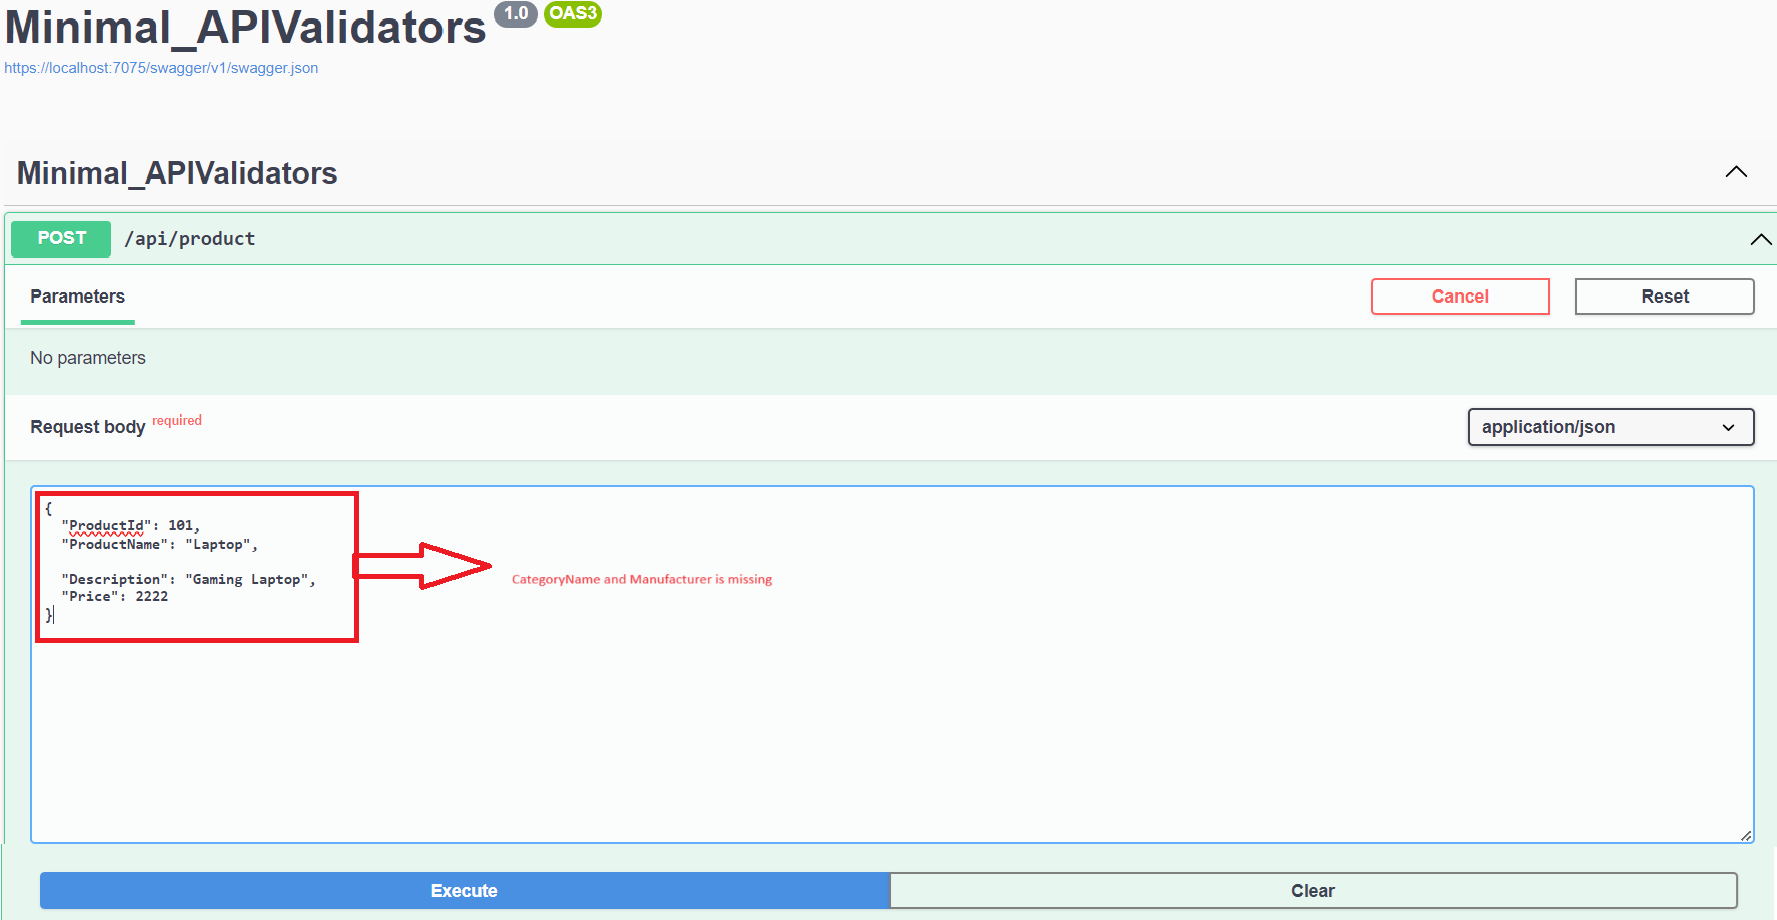 Minimal_APIValidators 1.0 OAS3
https://localhost:7075/swagger/v1/swagger.json
Minimal_APIValidators
POST /api/product
Parameters
Cancel
Reset
No parameters
Request body required
application/json
{
"ProductId": 101,
"ProductName": "Laptop",
"Description": "Gaming Laptop",
"Price": 2222
}
CategoryName and Manufacturer is missing
Execute
Clear